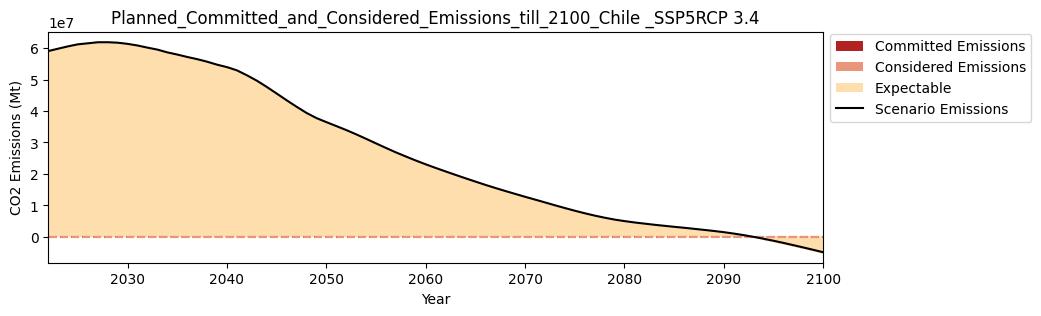 Planned_Committed_and_Considered_Emissions_till_2100_Chile _SSP5RCP 3.4
1e7
6
5
4
3
2
1
0
CO2 Emissions (Mt)
2030 2040 2050 2060 2070 2080 2090 2100
Year
Committed Emissions
Considered Emissions
Expectable
Scenario Emissions